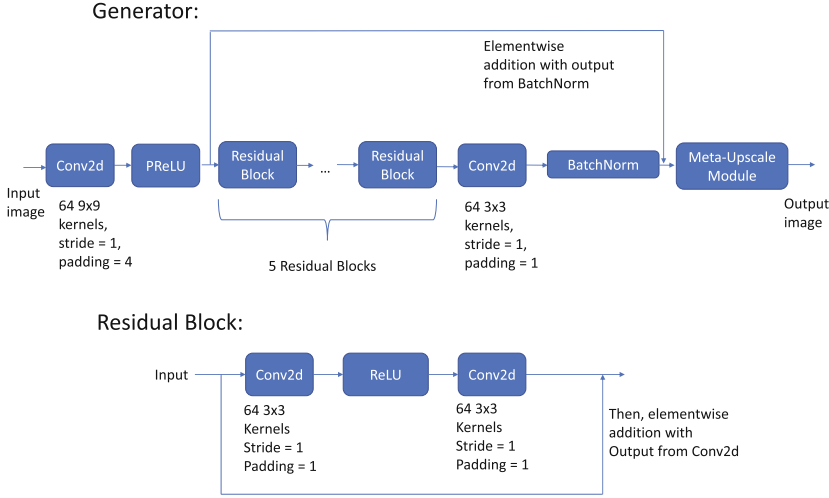 Generator:
Elementwise
addition with output
from BatchNorm
Input
image
Conv2d
64 9x9
kernels,
stride = 1,
padding = 4
PReLU
Residual
Block
...
Residual
Block
5 Residual Blocks
Conv2d
64 3x3
kernels,
stride = 1,
padding = 1
BatchNorm
Meta-Upscale
Module
Output
image
Residual Block:
Input
Conv2d
64 3x3
Kernels
Stride = 1
Padding = 1
ReLU
Conv2d
64 3x3
Kernels
Stride = 1
Padding = 1
Then, elementwise
addition with
Output from Conv2d